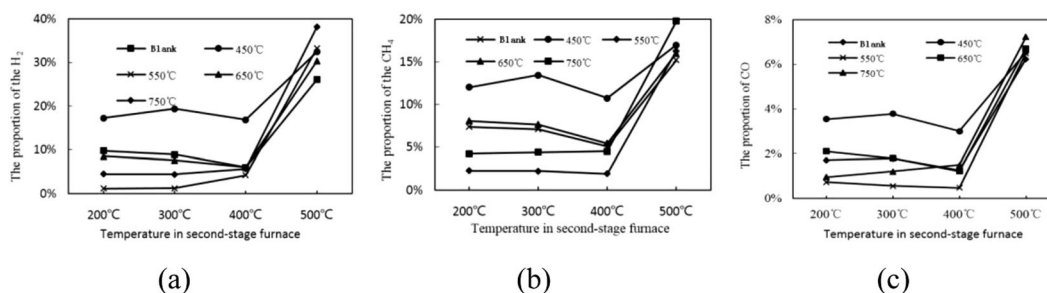 The proportion of the H2
40%
30%
20%
10%
0%
Blank
450℃
550℃
650℃
750℃
200℃ 300℃ 400℃ 500℃
Temperature in second-stage furnace
(a)
The proportion of the CH4
20%
15%
10%
5%
0%
Blank
450℃
550℃
650℃
750℃
200℃ 300℃ 400℃ 500℃
Temperature in second-stage furnace
(b)
The proportion of CO
8%
6%
4%
2%
0%
Blank
450℃
550℃
650℃
750℃
200℃ 300℃ 400℃ 500℃
Temperature in second-stage furnace
(c)